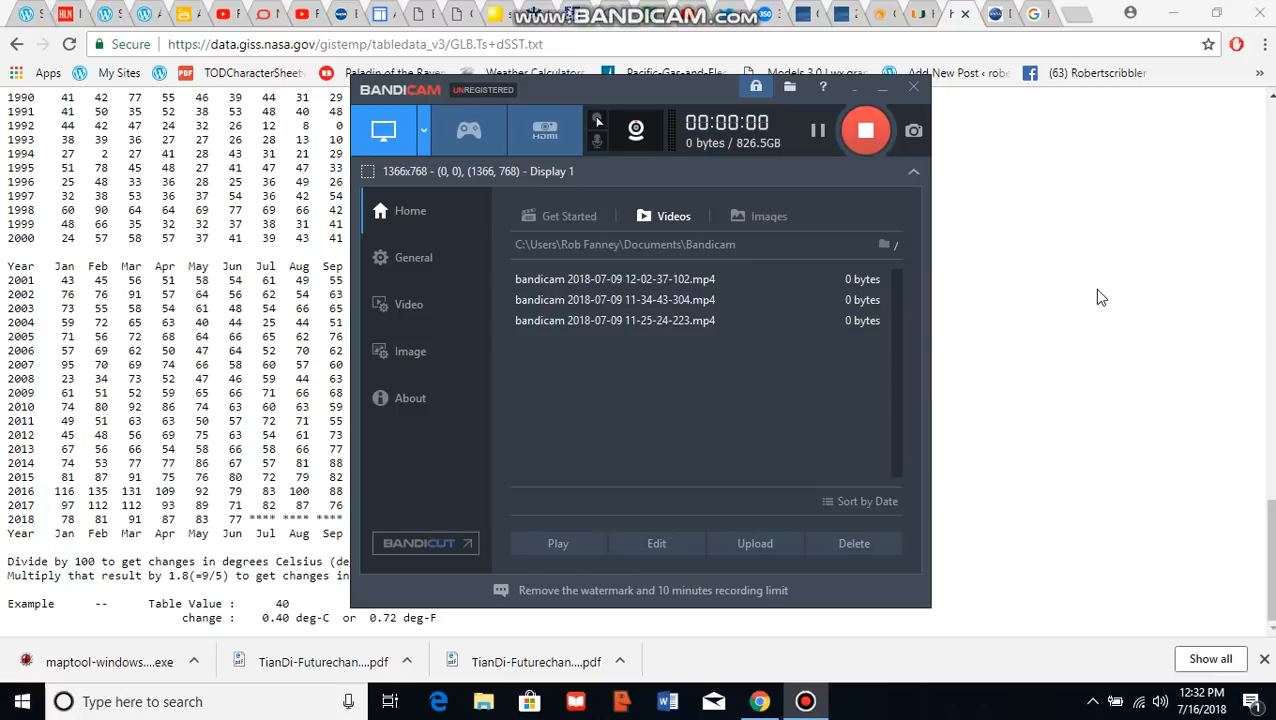 www.BANDICAM.com
Secure https://data.giss.nasa.gov/gistemp/tabledata_v3/GLB.Ts+dSST.txt
Apps My Sites TODCharacterSheets Paladin of the Rave Weather Calculators Pacific-Gas-and-Ele Models 3.0 Lwx gra Add New Post ‹ robe (63) Robertscribbler »
1990 41 42 77 55 46 39 44 31 29
1991 41 50 35 52 38 53 48 40 48
1992 44 42 47 24 32 26 12 8 0
1993 38 39 36 27 27 26 28 13 10
1994 27 2 27 41 28 43 31 21 29
1995 51 78 45 48 27 41 47 47 33
1996 25 48 33 36 28 25 36 49 26
1997 32 38 53 36 37 54 36 42 54
1998 60 90 64 64 69 77 69 66 42
1999 48 66 35 32 32 37 38 31 41
2000 24 57 58 57 37 41 39 43 41
Year Jan Feb Mar Apr May Jun Jul Aug Sep
2001 43 45 56 51 58 54 61 49 55
2002 76 76 91 57 64 56 62 54 63
2003 73 55 58 54 61 48 54 66 65
2004 59 72 65 63 40 44 25 44 51
2005 71 56 72 68 64 66 65 62 76
2006 57 69 62 50 47 64 52 70 62
2007 95 70 69 74 66 58 60 57 60
2008 23 34 73 52 47 46 59 44 63
2009 61 51 52 59 65 66 71 66 68
2010 74 80 92 86 74 63 60 63 59
2011 49 51 63 63 50 57 72 71 55
2012 45 48 56 69 75 63 54 61 73
2013 67 56 66 54 58 66 58 66 77
2014 74 53 77 77 86 67 57 81 88
2015 81 87 91 75 76 80 72 79 82
2016 116 135 131 109 92 79 83 100 88
2017 97 112 112 93 89 71 82 87 76
2018 78 81 91 87 83 77 **** **** ****
Year Jan Feb Mar Apr May Jun Jul Aug Sep
Divide by 100 to get changes in degrees Celsius (de
Multiply that result by 1.8(=9/5) to get changes in
Example -- Table Value : 40
change : 0.40 deg-C or 0.72 deg-F
BANDICAM UNREGISTERED
HDMI
00:00:00
0 bytes / 826.5GB
1366x768 - (0, 0), (1366, 768) - Display 1
Home
General
Video
Image
About
BANDICUT
Get Started Videos Images
C:\Users\Rob Fanney\Documents\Bandicam /
bandicam 2018-07-09 12-02-37-102.mp4 0 bytes
bandicam 2018-07-09 11-34-43-304.mp4 0 bytes
bandicam 2018-07-09 11-25-24-223.mp4 0 bytes
Sort by Date
Play Edit Upload Delete
Remove the watermark and 10 minutes recording limit
maptool-windows....exe TianDi-Futurechan....pdf TianDi-Futurechan....pdf Show all
Type here to search
12:32 PM
7/16/2018